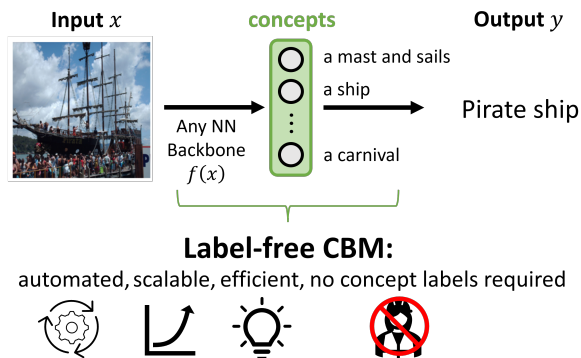 Input x
concepts
Output y
a mast and sails
a ship
a carnival
Any NN
Backbone
f(x)
Pirate ship
Label-free CBM:
automated, scalable, efficient, no concept labels required